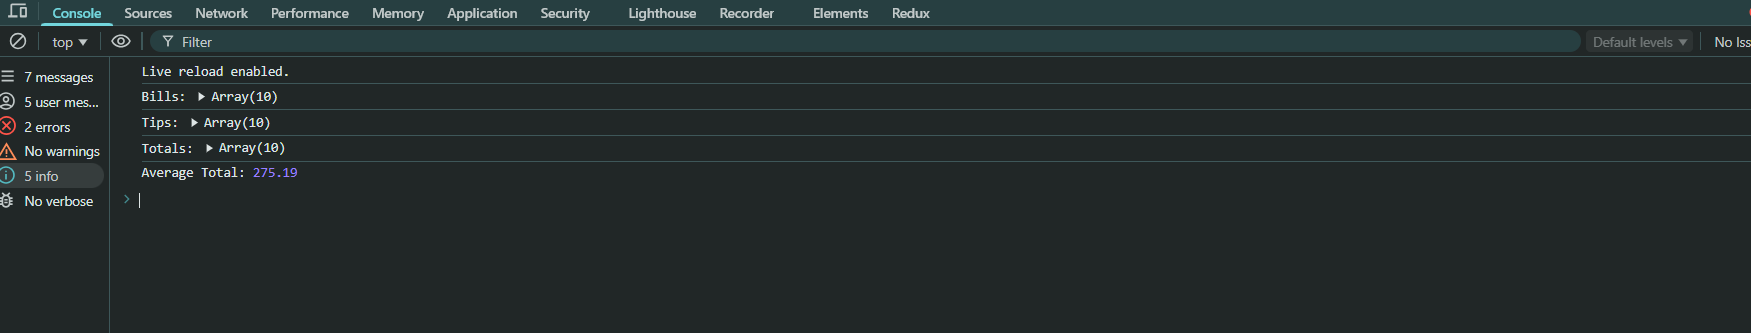 Console Sources Network Performance Memory Application Security Lighthouse Recorder Elements Redux
top Filter Default levels No Iss
7 messages
5 user mes...
2 errors
No warnings
5 info
No verbose
Live reload enabled.
Bills: Array(10)
Tips: Array(10)
Totals: Array(10)
Average Total: 275.19